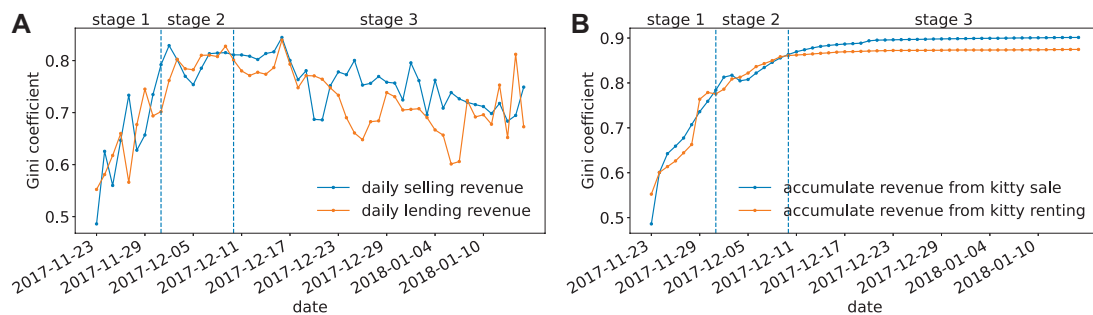 A
stage 1
stage 2
stage 3
Gini coefficient
0.8
0.7
0.6
0.5
daily selling revenue
daily lending revenue
2017-11-23
2017-11-29
2017-12-05
2017-12-11
2017-12-17
2017-12-23
2017-12-29
2018-01-04
2018-01-10
date
B
stage 1
stage 2
stage 3
Gini coefficient
0.9
0.8
0.7
0.6
0.5
accumulate revenue from kitty sale
accumulate revenue from kitty renting
2017-11-23
2017-11-29
2017-12-05
2017-12-11
2017-12-17
2017-12-23
2017-12-29
2018-01-04
2018-01-10
date